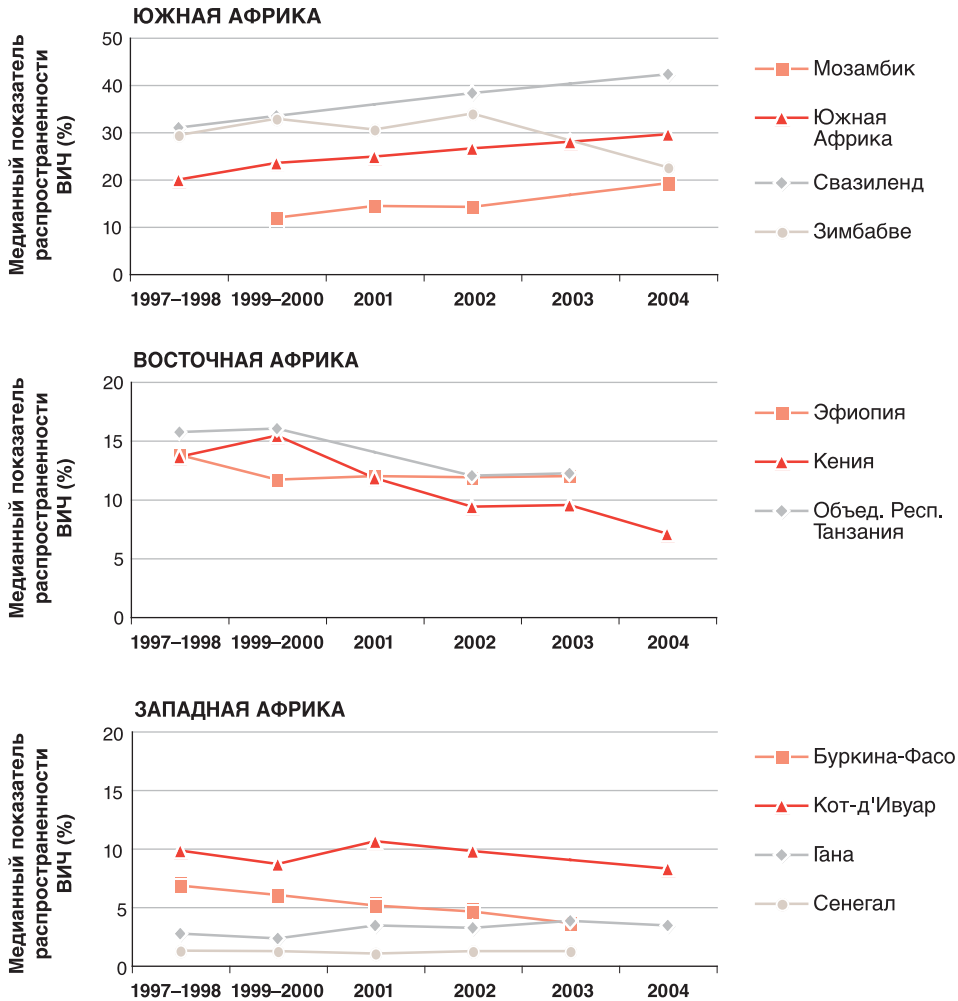 ЮЖНАЯ АФРИКА
Медианный показатель
распространенности
ВИЧ (%)
50
40
30
20
10
0
1997–1998 1999–2000 2001 2002 2003 2004
Мозамбик
Южная
Африка
Свазиленд
Зимбабве
ВОСТОЧНАЯ АФРИКА
Медианный показатель
распространенности
ВИЧ (%)
20
15
10
5
0
1997–1998 1999–2000 2001 2002 2003 2004
Эфиопия
Кения
Объед. Респ.
Танзания
ЗАПАДНАЯ АФРИКА
Медианный показатель
распространенности
ВИЧ (%)
20
15
10
5
0
1997–1998 1999–2000 2001 2002 2003 2004
Буркина-Фасо
Кот-д'Ивуар
Гана
Сенегал